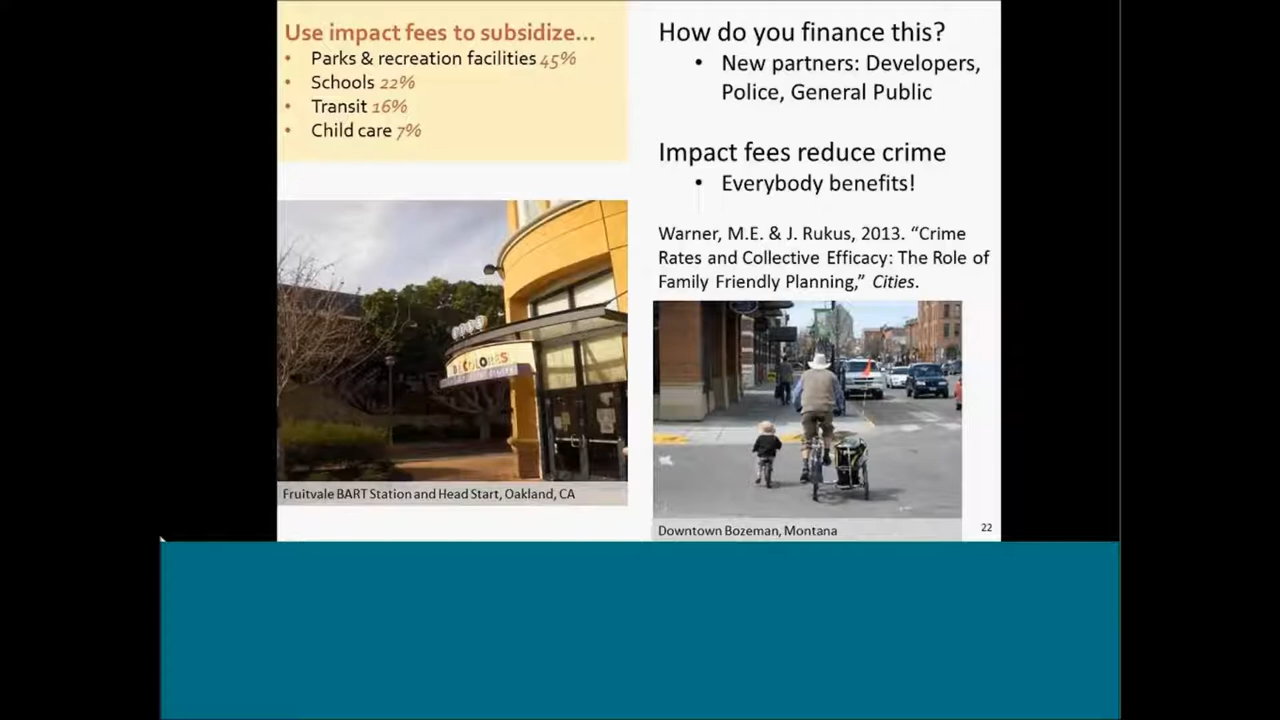 Use impact fees to subsidize...
• Parks & recreation facilities 45%
• Schools 22%
• Transit 16%
• Child care 7%
Fruitvale BART Station and Head Start, Oakland, CA
How do you finance this?
• New partners: Developers,
Police, General Public
Impact fees reduce crime
• Everybody benefits!
Warner, M.E. & J. Rukus, 2013. “Crime
Rates and Collective Efficacy: The Role of
Family Friendly Planning,” Cities.
Downtown Bozeman, Montana
22